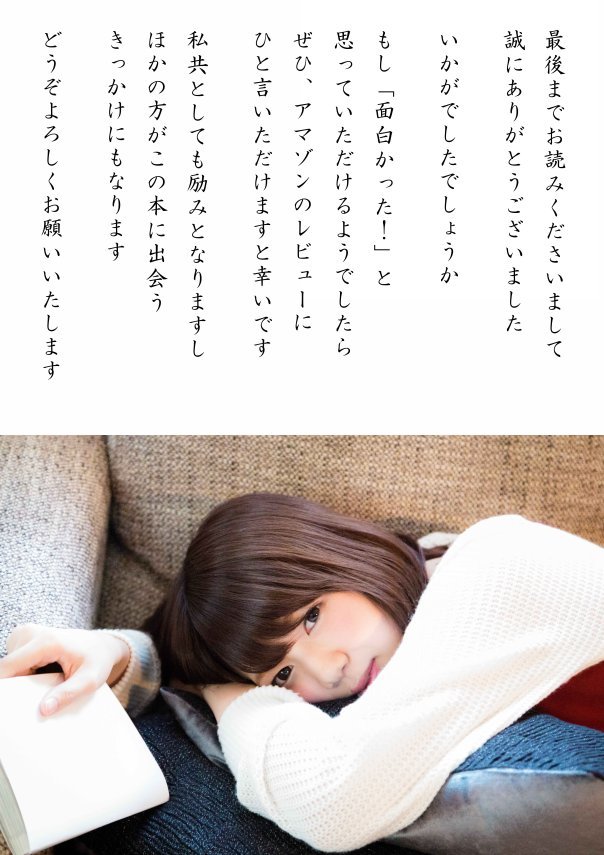 最後までお読みくださいまして
誠にありがとうございました
いかがでしたでしょうか
もし「面白かった！」と
思っていただけるようでしたら
ぜひ、アマゾンのレビューに
ひと言いただけますと幸いです
私共としても励みとなりますし
ほかの方がこの本に出会う
きっかけにもなります
どうぞよろしくお願いいたします